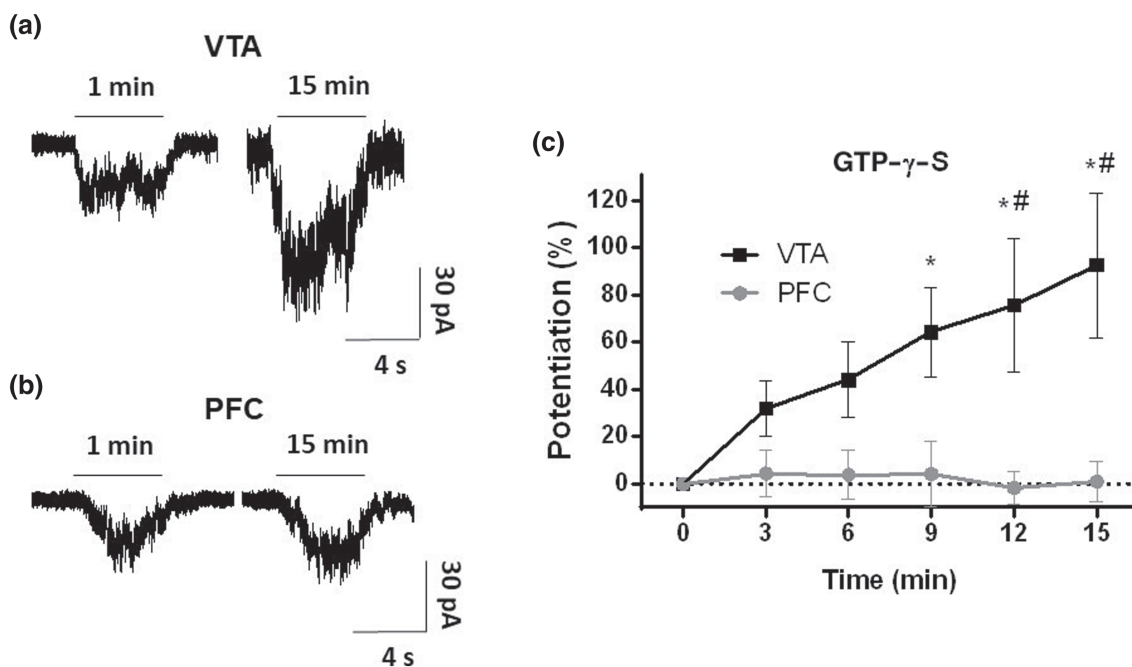 (a)
VTA
1 min 15 min
30 pA
4 s
(b)
PFC
1 min 15 min
30 pA
4 s
(c)
GTP-γ-S
*# 
*#
*
VTA
PFC
Potentiation (%)
120
100
80
60
40
20
0
0 3 6 9 12 15
Time (min)